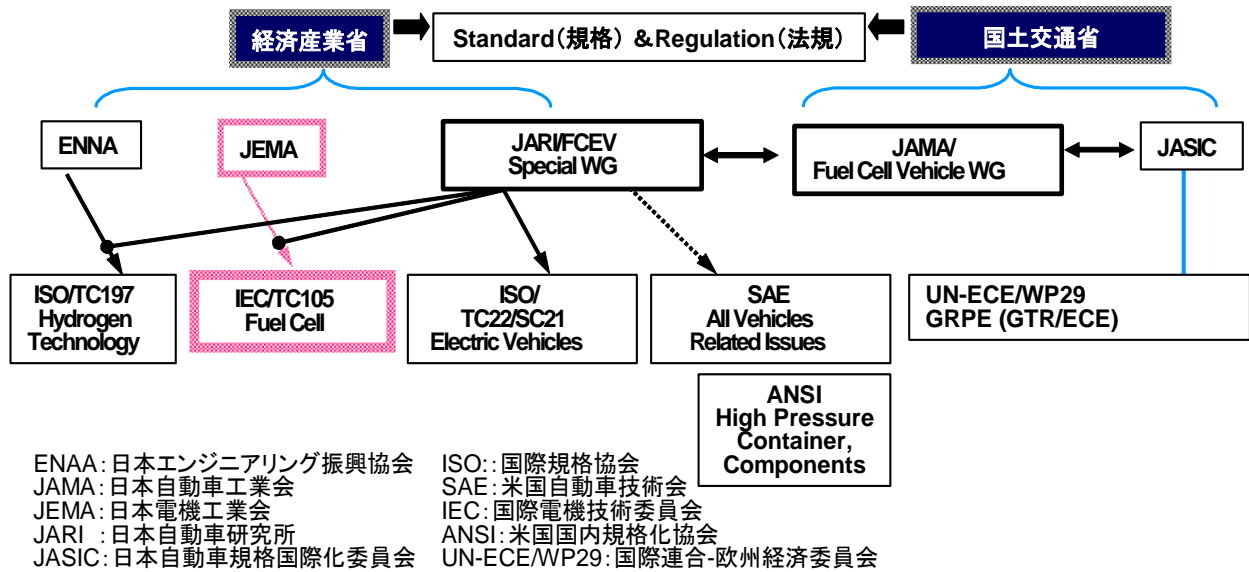 経済産業省
Standard(規格) &Regulation(法規)
国土交通省
ENNA
JEMA
JARI/FCEV
Special WG
JAMA/
Fuel Cell Vehicle WG
JASIC
ISO/TC197
Hydrogen
Technology
IEC/TC105
Fuel Cell
ISO/
TC22/SC21
Electric Vehicles
SAE
All Vehicles
Related Issues
UN-ECE/WP29
GRPE (GTR/ECE)
ANSI
High Pressure
Container,
Components
ENAA:日本エンジニアリング振興協会
JAMA:日本自動車工業会
JEMA:日本電機工業会
JARI :日本自動車研究所
JASIC:日本自動車規格国際化委員会
ISO::国際規格協会
SAE:米国自動車技術会
IEC:国際電機技術委員会
ANSI:米国国内規格化協会
UN-ECE/WP29:国際連合-欧州経済委員会